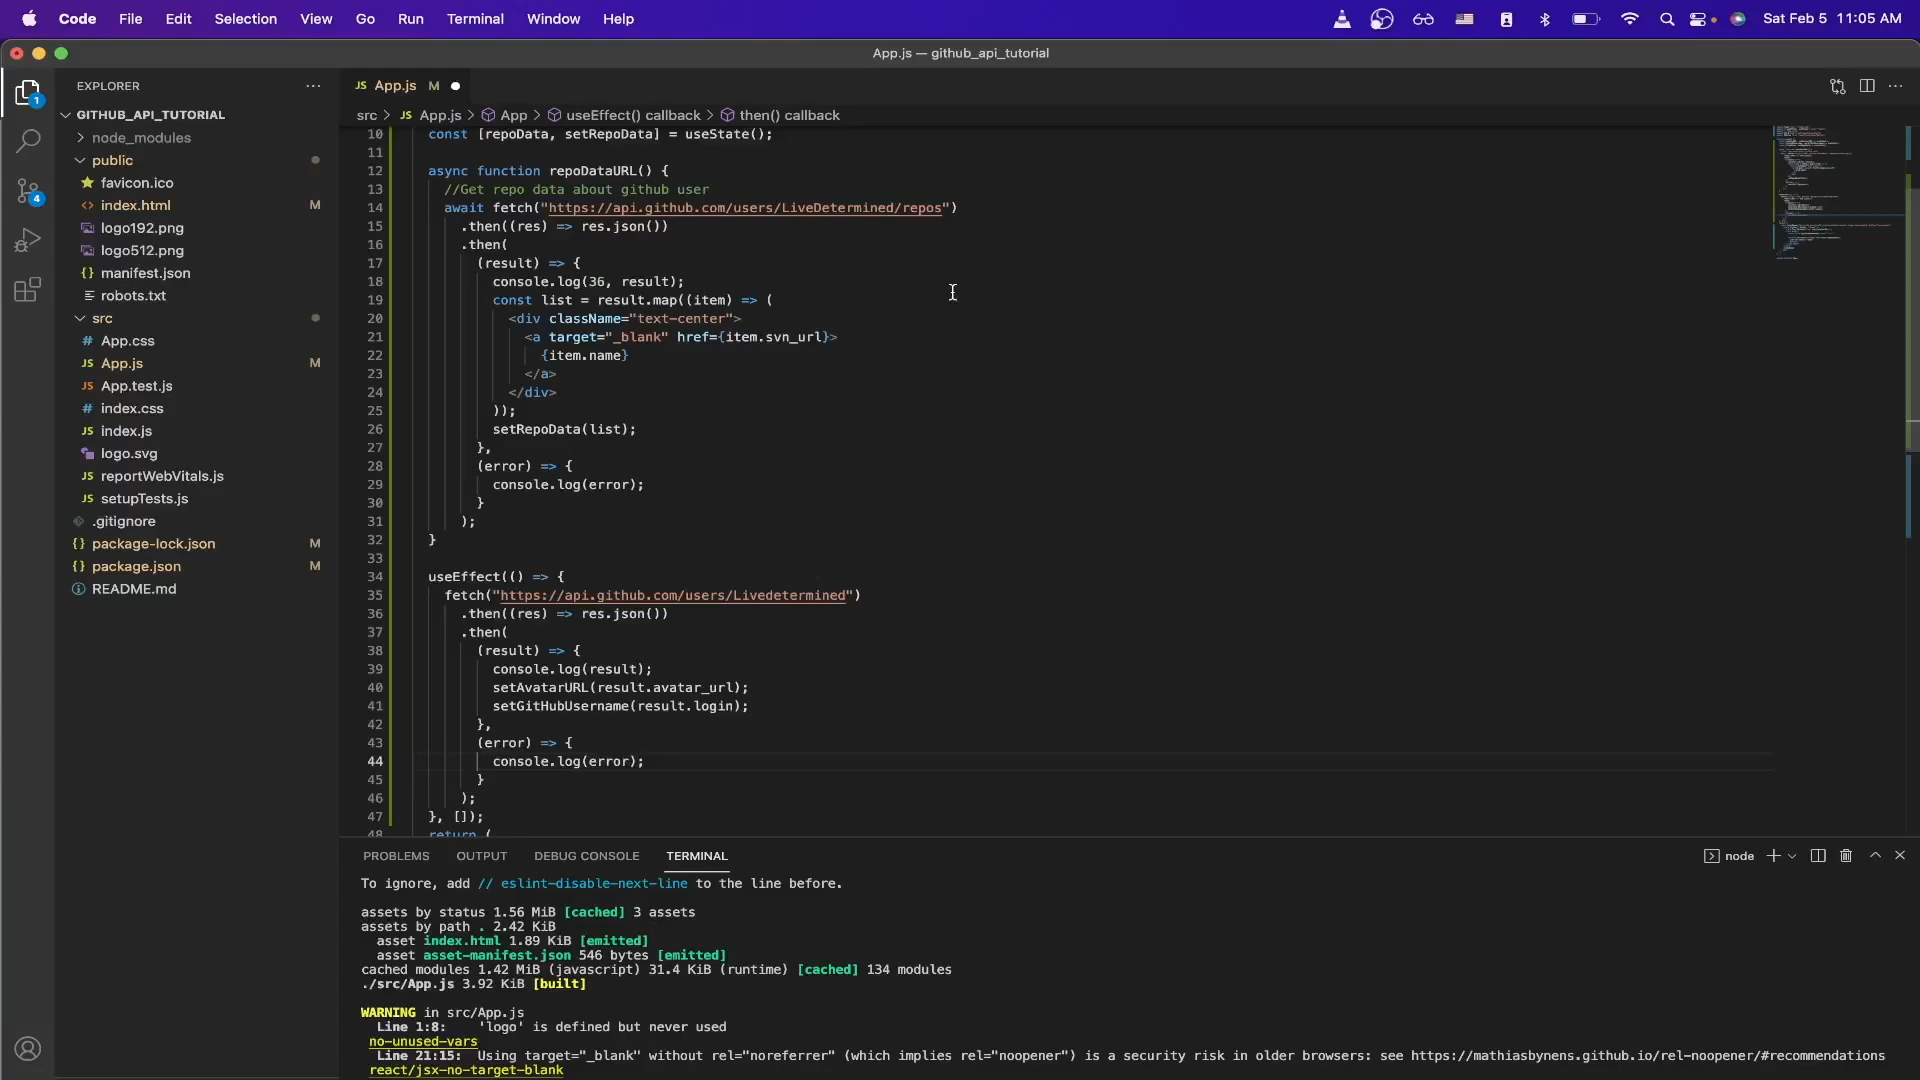 Code File Edit Selection View Go Run Terminal Window Help Sat Feb 5 11:05 AM
App.js — github_api_tutorial
EXPLORER
1
4
GITHUB_API_TUTORIAL
node_modules
public
favicon.ico
index.html M
logo192.png
logo512.png
manifest.json
robots.txt
src
App.css
App.js M
App.test.js
index.css
index.js
logo.svg
reportWebVitals.js
setupTests.js
.gitignore
package-lock.json M
package.json M
README.md
JS App.js M
src > JS App.js > App > useEffect() callback > then() callback
10 const [repoData, setRepoData] = useState();
11
12 async function repoDataURL() {
13 //Get repo data about github user
14 await fetch("https://api.github.com/users/LiveDetermined/repos")
15 .then((res) => res.json())
16 .then(
17 (result) => {
18 console.log(36, result);
19 const list = result.map((item) => (
20 <div className="text-center">
21 <a target="_blank" href={item.svn_url}>
22 {item.name}
23 </a>
24 </div>
25 ));
26 setRepoData(list);
27 },
28 (error) => {
29 console.log(error);
30 }
31 );
32 }
33
34 useEffect(() => {
35 fetch("https://api.github.com/users/Livedetermined")
36 .then((res) => res.json())
37 .then(
38 (result) => {
39 console.log(result);
40 setAvatarURL(result.avatar_url);
41 setGitHubUsername(result.login);
42 },
43 (error) => {
44 console.log(error);
45 }
46 );
47 }, []);
48 return (
PROBLEMS OUTPUT DEBUG CONSOLE TERMINAL node
To ignore, add // eslint-disable-next-line to the line before.
assets by status 1.56 MiB [cached] 3 assets
assets by path . 2.42 KiB
asset index.html 1.89 KiB [emitted]
asset asset-manifest.json 546 bytes [emitted]
cached modules 1.42 MiB (javascript) 31.4 KiB (runtime) [cached] 134 modules
./src/App.js 3.92 KiB [built]
WARNING in src/App.js
Line 1:8: 'logo' is defined but never used
no-unused-vars
Line 21:15: Using target="_blank" without rel="noreferrer" (which implies rel="noopener") is a security risk in older browsers: see https://mathiasbynens.github.io/rel-noopener/#recommendations
react/jsx-no-target-blank